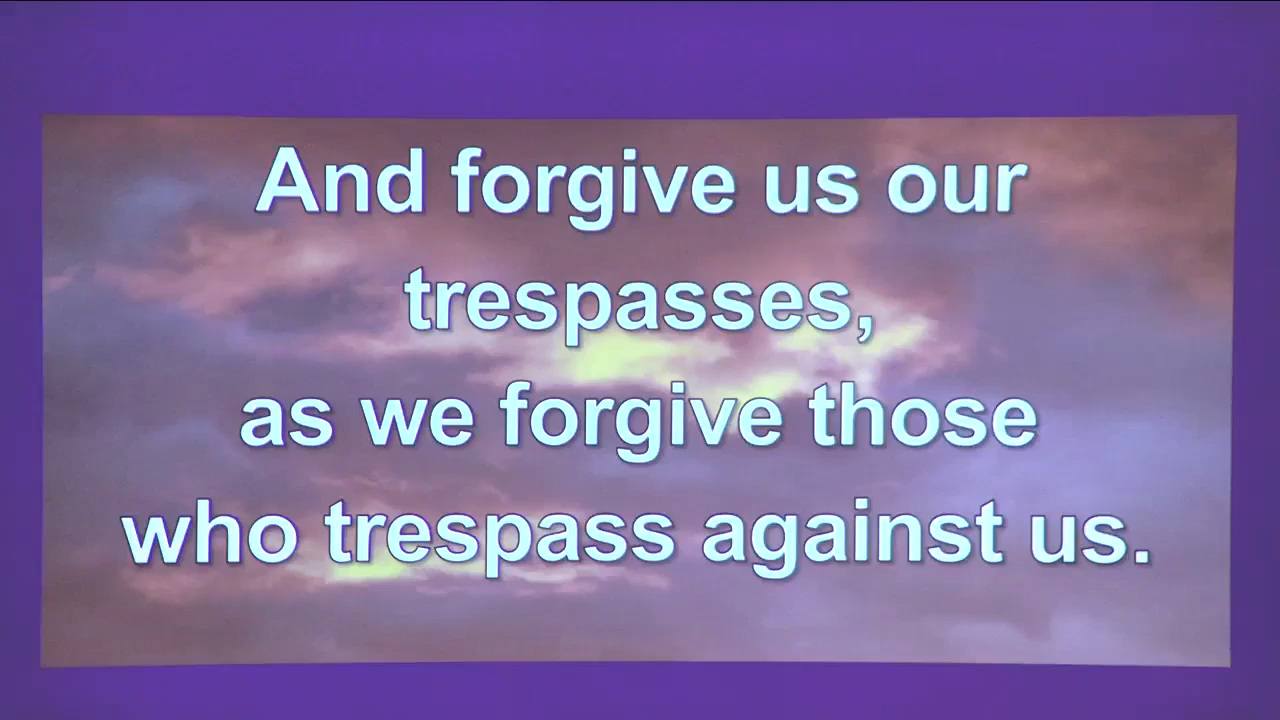 And forgive us our
trespasses,
as we forgive those
who trespass against us.